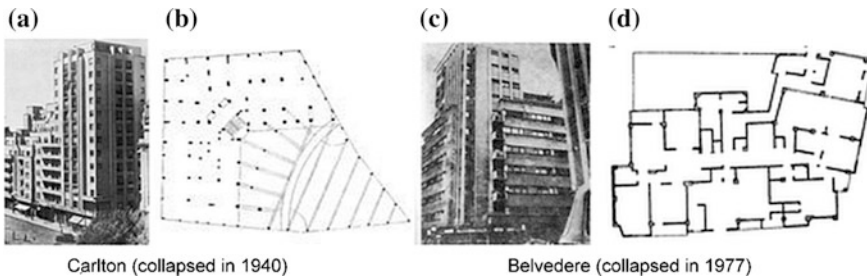 (a) (b) (c) (d)
Carlton (collapsed in 1940) Belvedere (collapsed in 1977)